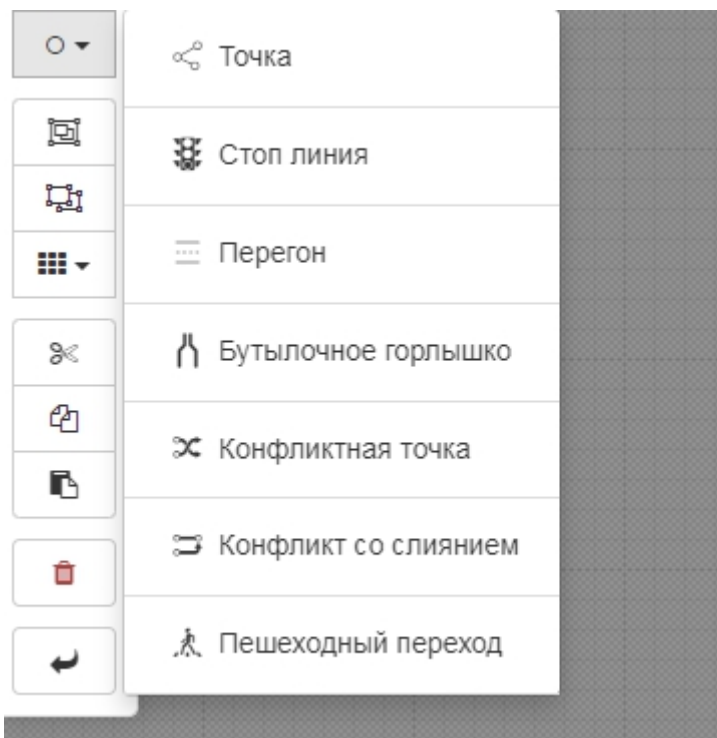 Точка
Стоп линия
Перегон
Бутылочное горлышко
Конфликтная точка
Конфликт со слиянием
Пешеходный переход